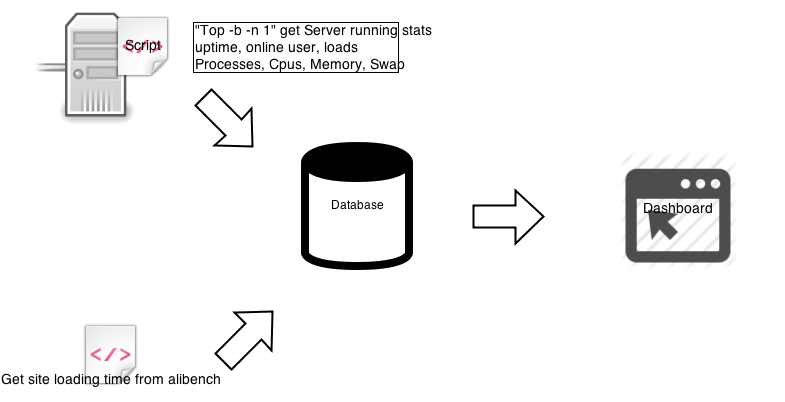 Script
"Top -b -n 1" get Server running stats
uptime, online user, loads
Processes, Cpus, Memory, Swap
Database
Dashboard
</>
Get site loading time from alibench